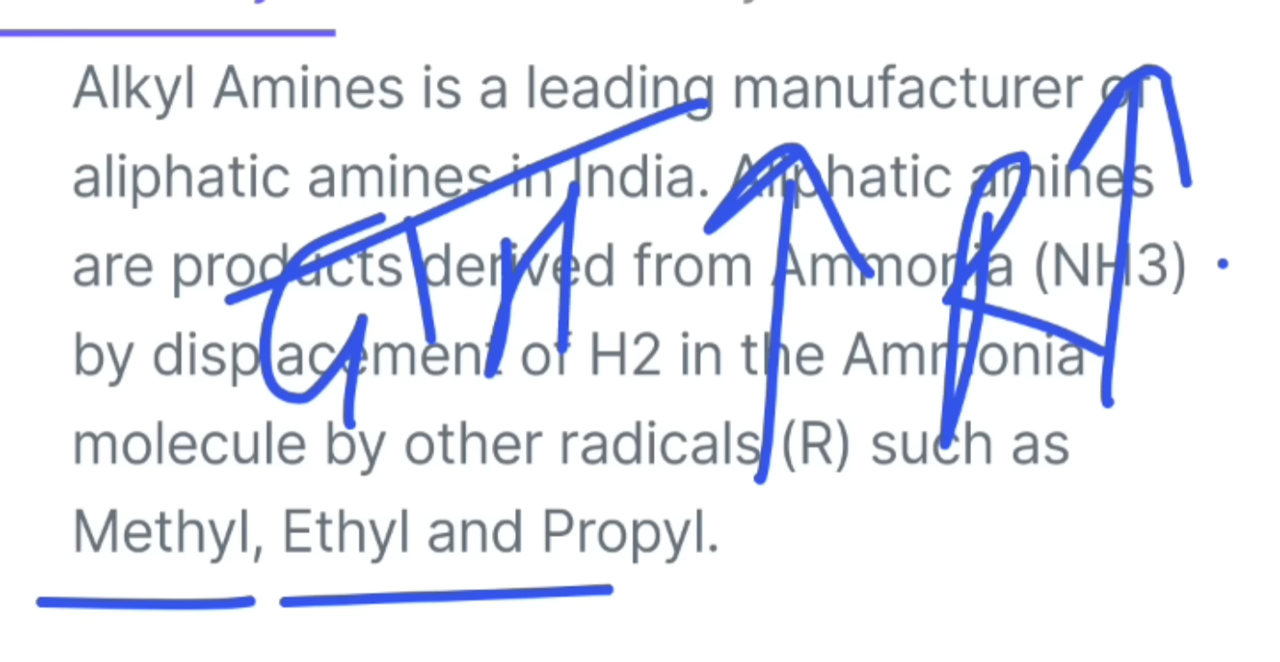 Alkyl Amines is a leading manufacturer of
aliphatic amines in India. Aliphatic amines
are products derived from Ammonia (NH3)
by displacement of H2 in the Ammonia
molecule by other radicals (R) such as
Methyl, Ethyl and Propyl.